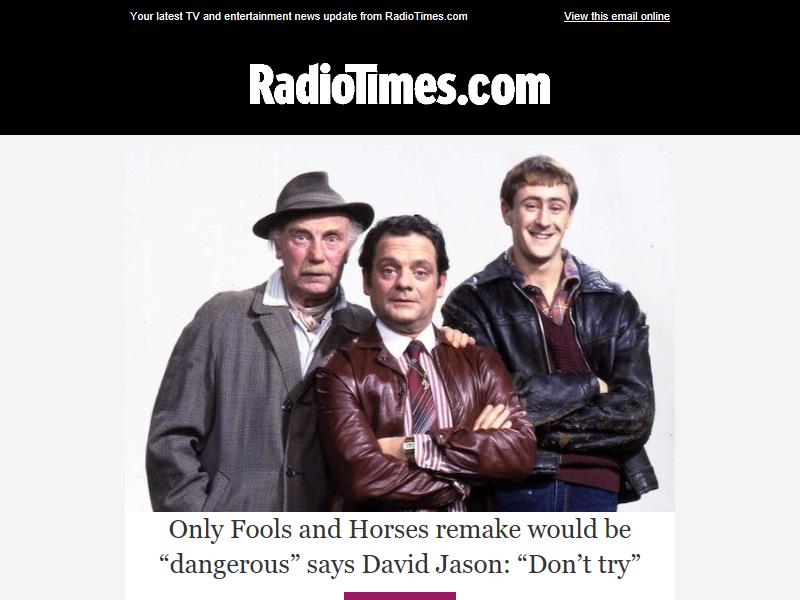 Your latest TV and entertainment news update from RadioTimes.com
View this email online
RadioTimes.com
Only Fools and Horses remake would be
“dangerous” says David Jason: “Don’t try”